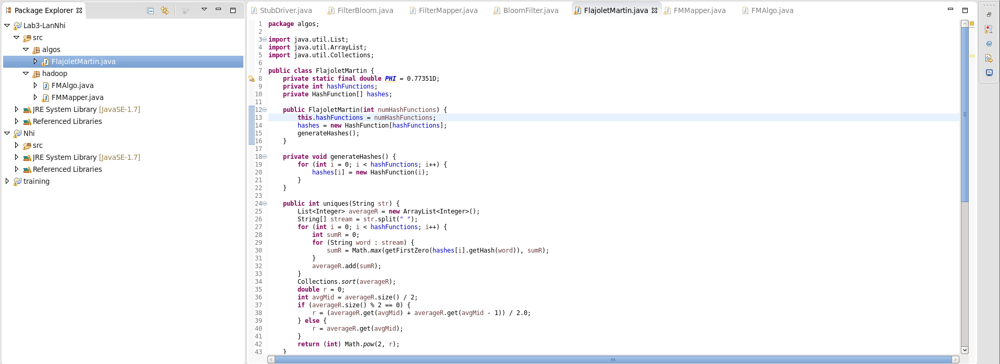 Package Explorer
Lab3-LanNhi
src
algos
FlajoletMartin.java
hadoop
FMAlgo.java
FMMapper.java
JRE System Library [JavaSE-1.7]
Referenced Libraries
Nhi
src
JRE System Library [JavaSE-1.7]
Referenced Libraries
training
StubDriver.java FilterBloom.java FilterMapper.java BloomFilter.java FlajoletMartin.java FMMapper.java FMAlgo.java
1 package algos;
2
3 import java.util.List;
4 import java.util.ArrayList;
5 import java.util.Collections;
6
7 public class FlajoletMartin {
8     private static final double PHI = 0.77351D;
9     private int hashFunctions;
10     private HashFunction[] hashes;
11
12     public FlajoletMartin(int numHashFunctions) {
13         this.hashFunctions = numHashFunctions;
14         hashes = new HashFunction[hashFunctions];
15         generateHashes();
16     }
17
18     private void generateHashes() {
19         for (int i = 0; i < hashFunctions; i++) {
20             hashes[i] = new HashFunction(i);
21         }
22     }
23
24     public int uniques(String str) {
25         List<Integer> averageR = new ArrayList<Integer>();
26         String[] stream = str.split(" ");
27         for (int i = 0; i < hashFunctions; i++) {
28             int sumR = 0;
29             for (String word : stream) {
30                 sumR = Math.max(getFirstZero(hashes[i].getHash(word)), sumR);
31             }
32             averageR.add(sumR);
33         }
34         Collections.sort(averageR);
35         double r = 0;
36         int avgMid = averageR.size() / 2;
37         if (averageR.size() % 2 == 0) {
38             r = (averageR.get(avgMid) + averageR.get(avgMid - 1)) / 2.0;
39         } else {
40             r = averageR.get(avgMid);
41         }
42         return (int) Math.pow(2, r);
43     }